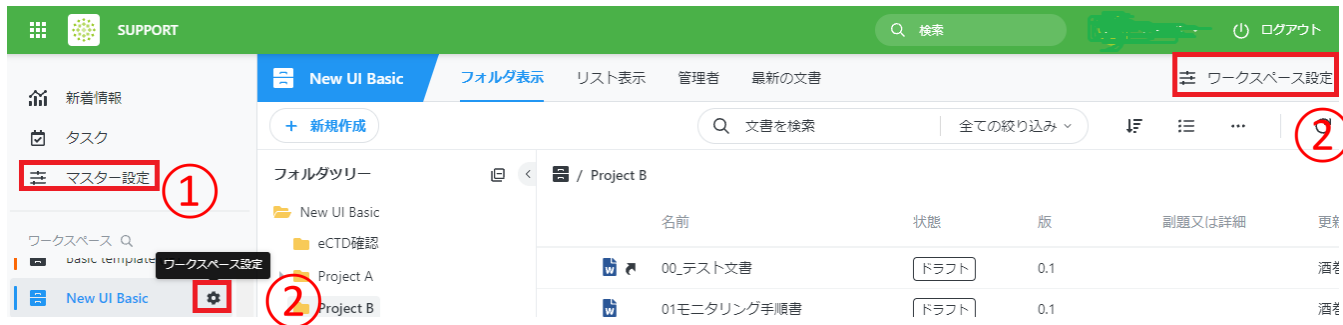 SUPPORT
検索
ログアウト
New UI Basic フォルダ表示 リスト表示 管理者 最新の文書 ワークスペース設定
新着情報
タスク
マスター設定
①
ワークスペース
ワークスペース設定
New UI Basic
②
+ 新規作成
文書を検索 全ての絞り込み
②
フォルダツリー
New UI Basic
eCTD確認
Project A
Project B
/ Project B
名前 状態 版 副題又は詳細
00_テスト文書 ドラフト 0.1
01モニタリング手順書 ドラフト 0.1